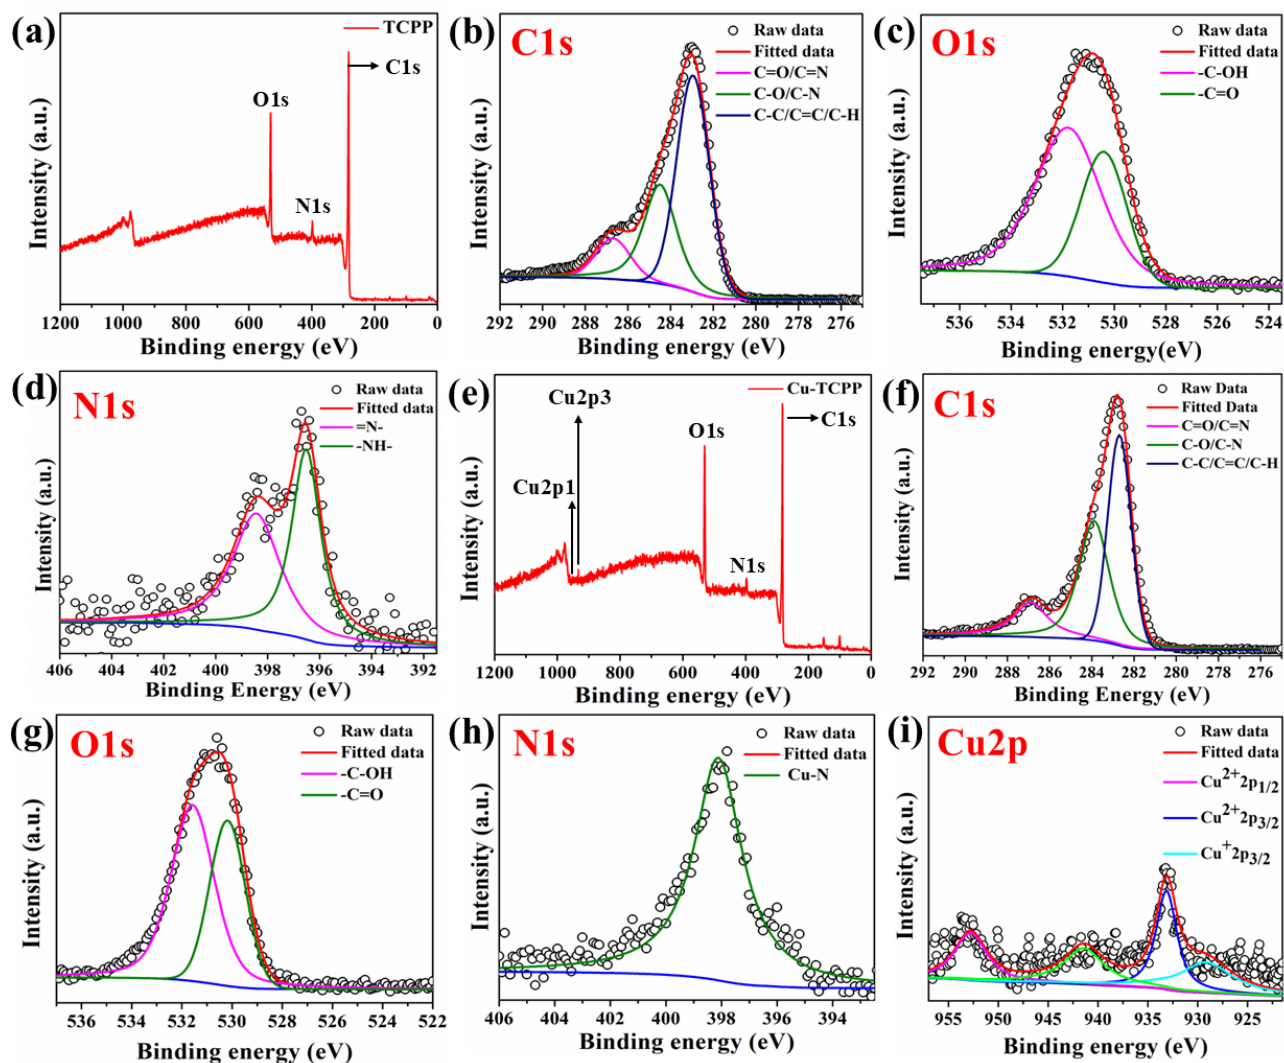 (a)
TCPP
C1s
O1s
N1s
Intensity (a.u.)
1200 1000 800 600 400 200 0
Binding energy (eV)
(b)
C1s
Raw data
Fitted data
C=O/C=N
C-O/C-N
C-C/C=C/C-H
Intensity (a.u.)
292 290 288 286 284 282 280 278 276
Binding energy (eV)
(c)
O1s
Raw data
Fitted data
-C-OH
-C=O
Intensity (a.u.)
536 534 532 530 528 526 524
Binding energy(eV)
(d)
N1s
Raw data
Fitted data
=N-
-NH-
Intensity (a.u.)
406 404 402 400 398 396 394 392
Binding Energy (eV)
(e)
Cu2p3
Cu-TCPP
C1s
O1s
Cu2p1
N1s
Intensity (a.u.)
1200 1000 800 600 400 200 0
Binding energy (eV)
(f)
C1s
Raw Data
Fitted Data
C=O/C=N
C-O/C-N
C-C/C=C/C-H
Intensity (a.u.)
292 290 288 286 284 282 280 278 276
Binding Energy (eV)
(g)
O1s
Raw data
Fitted data
-C-OH
-C=O
Intensity (a.u.)
536 534 532 530 528 526 524 522
Binding energy (eV)
(h)
N1s
Raw data
Fitted data
Cu-N
Intensity (a.u.)
406 404 402 400 398 396 394
Binding energy (eV)
(i)
Cu2p
Raw data
Fitted data
Cu²⁺2p₁/₂
Cu²⁺2p₃/₂
Cu⁺2p₃/₂
Intensity (a.u.)
955 950 945 940 935 930 925
Binding energy (eV)